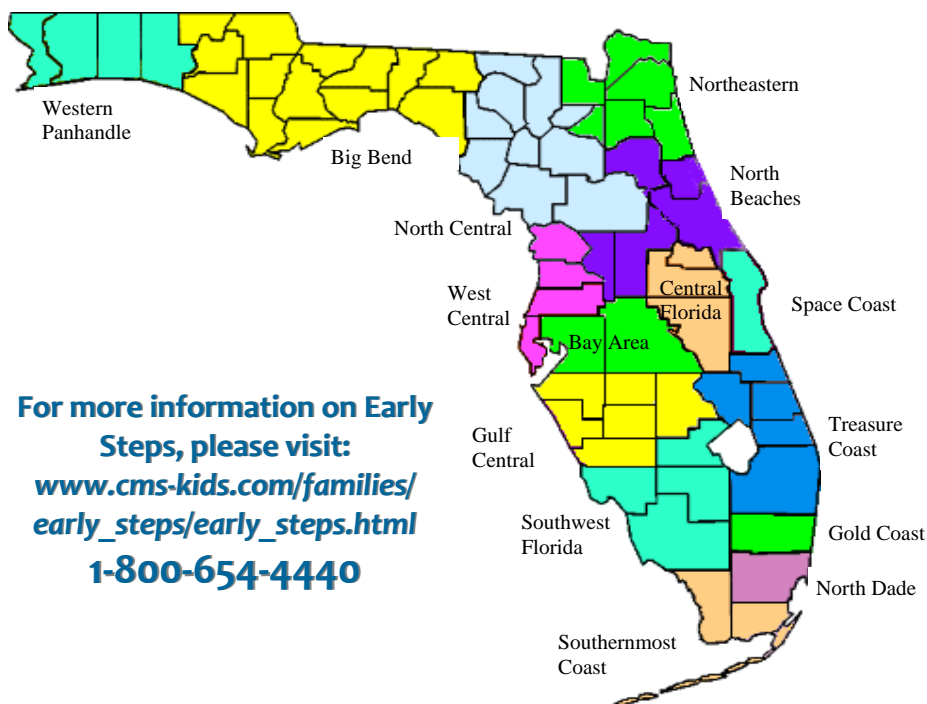 Northeastern
Western
Panhandle
Big Bend
North
Beaches
North Central
West
Central
Central
Florida
Space Coast
Bay Area
For more information on Early
Steps, please visit:
www.cms-kids.com/families/
early_steps/early_steps.html
1-800-654-4440
Gulf
Central
Treasure
Coast
Southwest
Florida
Gold Coast
North Dade
Southernmost
Coast